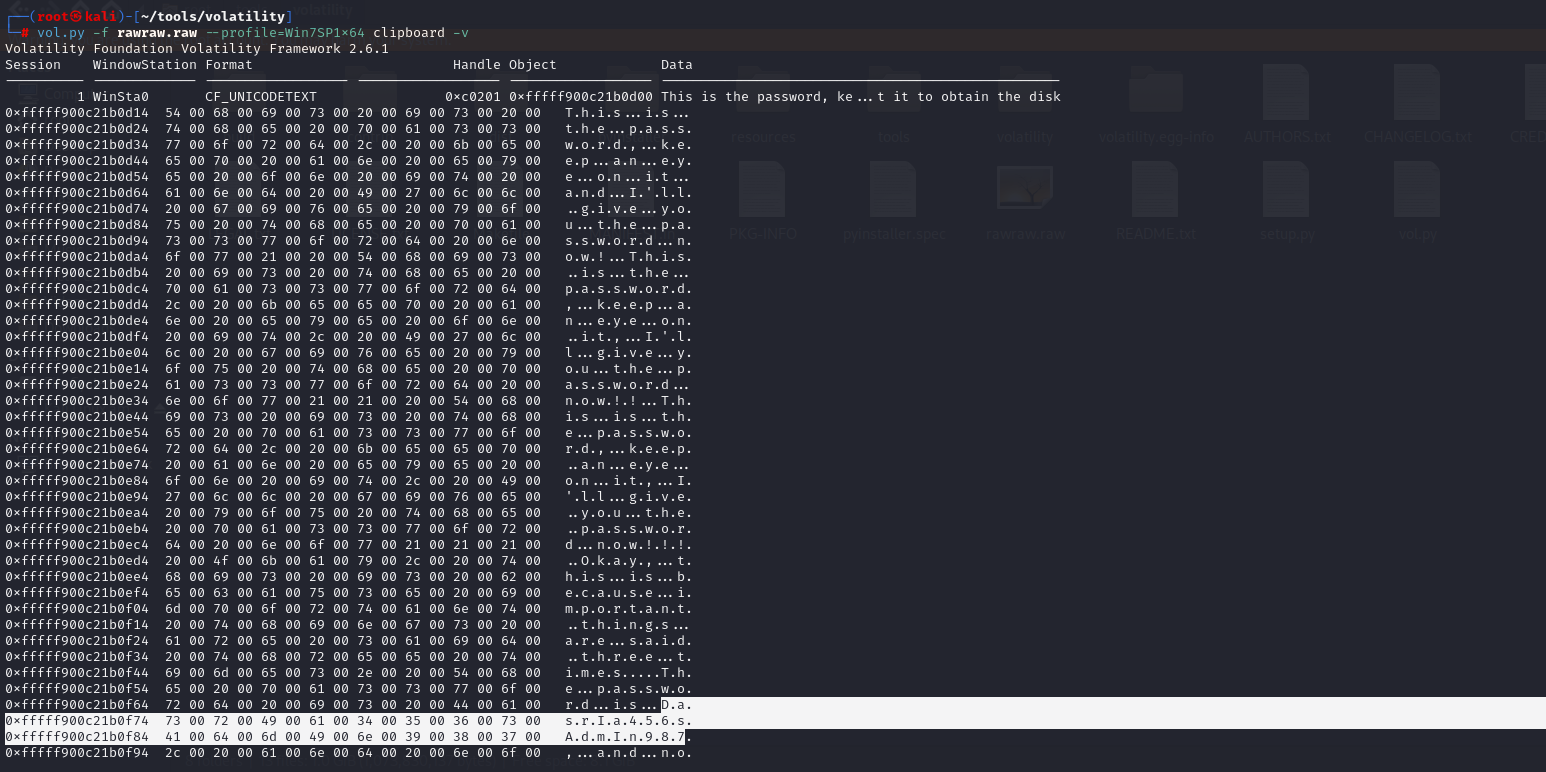 ┌──(root㉿kali)-[~/tools/volatility]
└─# vol.py -f rawraw.raw --profile=Win7SP1×64 clipboard -v
Volatility Foundation Volatility Framework 2.6.1
Session WindowStation Format Handle Object Data
1 WinSta0 CF_UNICODETEXT 0×c0201 0×fffff900c21b0d00 This is the password, ke...t it to obtain the disk
0×fffff900c21b0d14 54 00 68 00 69 00 73 00 20 00 69 00 73 00 20 00 T.h.i.s...i.s...
0×fffff900c21b0d24 74 00 68 00 65 00 20 00 70 00 61 00 73 00 73 00 t.h.e...p.a.s.s.
0×fffff900c21b0d34 77 00 6f 00 72 00 64 00 2c 00 20 00 6b 00 65 00 w.o.r.d.,...k.e.
0×fffff900c21b0d44 65 00 70 00 20 00 61 00 6e 00 20 00 65 00 79 00 e.p...a.n...e.y.
0×fffff900c21b0d54 65 00 20 00 6f 00 6e 00 20 00 69 00 74 00 20 00 e...o.n...i.t...
0×fffff900c21b0d64 61 00 6e 00 64 00 20 00 49 00 27 00 6c 00 6c 00 a.n.d...I.'.l.l.
0×fffff900c21b0d74 20 00 67 00 69 00 76 00 65 00 20 00 79 00 6f 00 ..g.i.v.e...y.o.
0×fffff900c21b0d84 75 00 20 00 74 00 68 00 65 00 20 00 70 00 61 00 u...t.h.e...p.a.
0×fffff900c21b0d94 73 00 73 00 77 00 6f 00 72 00 64 00 20 00 6e 00 s.s.w.o.r.d...n.
0×fffff900c21b0da4 6f 00 77 00 21 00 20 00 54 00 68 00 69 00 73 00 o.w.!...T.h.i.s.
0×fffff900c21b0db4 20 00 69 00 73 00 20 00 74 00 68 00 65 00 20 00 ..i.s...t.h.e...
0×fffff900c21b0dc4 70 00 61 00 73 00 73 00 77 00 6f 00 72 00 64 00 p.a.s.s.w.o.r.d.
0×fffff900c21b0dd4 2c 00 20 00 6b 00 65 00 65 00 70 00 20 00 61 00 ,...k.e.e.p...a.
0×fffff900c21b0de4 6e 00 20 00 65 00 79 00 65 00 20 00 6f 00 6e 00 n...e.y.e...o.n.
0×fffff900c21b0df4 20 00 69 00 74 00 2c 00 20 00 49 00 27 00 6c 00 ..i.t.,...I.'.l.
0×fffff900c21b0e04 6c 00 20 00 67 00 69 00 76 00 65 00 20 00 79 00 l...g.i.v.e...y.
0×fffff900c21b0e14 6f 00 75 00 20 00 74 00 68 00 65 00 20 00 70 00 o.u...t.h.e...p.
0×fffff900c21b0e24 61 00 73 00 73 00 77 00 6f 00 72 00 64 00 20 00 a.s.s.w.o.r.d...
0×fffff900c21b0e34 6e 00 6f 00 77 00 21 00 21 00 20 00 54 00 68 00 n.o.w.!.!...T.h.
0×fffff900c21b0e44 69 00 73 00 20 00 69 00 73 00 20 00 74 00 68 00 i.s...i.s...t.h.
0×fffff900c21b0e54 65 00 20 00 70 00 61 00 73 00 73 00 77 00 6f 00 e...p.a.s.s.w.o.
0×fffff900c21b0e64 72 00 64 00 2c 00 20 00 6b 00 65 00 65 00 70 00 r.d.,...k.e.e.p.
0×fffff900c21b0e74 20 00 61 00 6e 00 20 00 65 00 79 00 65 00 20 00 ..a.n...e.y.e...
0×fffff900c21b0e84 6f 00 6e 00 20 00 69 00 74 00 2c 00 20 00 49 00 o.n...i.t.,...I.
0×fffff900c21b0e94 27 00 6c 00 6c 00 20 00 67 00 69 00 76 00 65 00 '.l.l...g.i.v.e.
0×fffff900c21b0ea4 20 00 79 00 6f 00 75 00 20 00 74 00 68 00 65 00 ..y.o.u...t.h.e.
0×fffff900c21b0eb4 20 00 70 00 61 00 73 00 73 00 77 00 6f 00 72 00 ..p.a.s.s.w.o.r.
0×fffff900c21b0ec4 64 00 20 00 6e 00 6f 00 77 00 21 00 21 00 21 00 d...n.o.w.!.!.!.
0×fffff900c21b0ed4 20 00 4f 00 6b 00 61 00 79 00 2c 00 20 00 74 00 ..O.k.a.y.,...t.
0×fffff900c21b0ee4 68 00 69 00 73 00 20 00 69 00 73 00 20 00 62 00 h.i.s...i.s...b.
0×fffff900c21b0ef4 65 00 63 00 61 00 75 00 73 00 65 00 20 00 69 00 e.c.a.u.s.e...i.
0×fffff900c21b0f04 6d 00 70 00 6f 00 72 00 74 00 61 00 6e 00 74 00 m.p.o.r.t.a.n.t.
0×fffff900c21b0f14 20 00 74 00 68 00 69 00 6e 00 67 00 73 00 20 00 ..t.h.i.n.g.s...
0×fffff900c21b0f24 61 00 72 00 65 00 20 00 73 00 61 00 69 00 64 00 a.r.e...s.a.i.d.
0×fffff900c21b0f34 20 00 74 00 68 00 72 00 65 00 65 00 20 00 74 00 ..t.h.r.e.e...t.
0×fffff900c21b0f44 69 00 6d 00 65 00 73 00 2e 00 20 00 54 00 68 00 i.m.e.s.....T.h.
0×fffff900c21b0f54 65 00 20 00 70 00 61 00 73 00 73 00 77 00 6f 00 e...p.a.s.s.w.o.
0×fffff900c21b0f64 72 00 64 00 20 00 69 00 73 00 20 00 44 00 61 00 r.d...i.s...D.a.
0×fffff900c21b0f74 73 00 72 00 49 00 61 00 34 00 35 00 36 00 73 00 s.r.I.a.4.5.6.s.
0×fffff900c21b0f84 41 00 64 00 6d 00 49 00 6e 00 39 00 38 00 37 00 A.d.m.I.n.9.8.7.
0×fffff900c21b0f94 2c 00 20 00 61 00 6e 00 64 00 20 00 6e 00 6f 00 ,...a.n.d...n.o.
resources tools volatility volatility.egg-info AUTHORS.txt CHANGELOG.txt
PKG-INFO pyinstaller.spec rawraw.raw README.txt setup.py vol.py